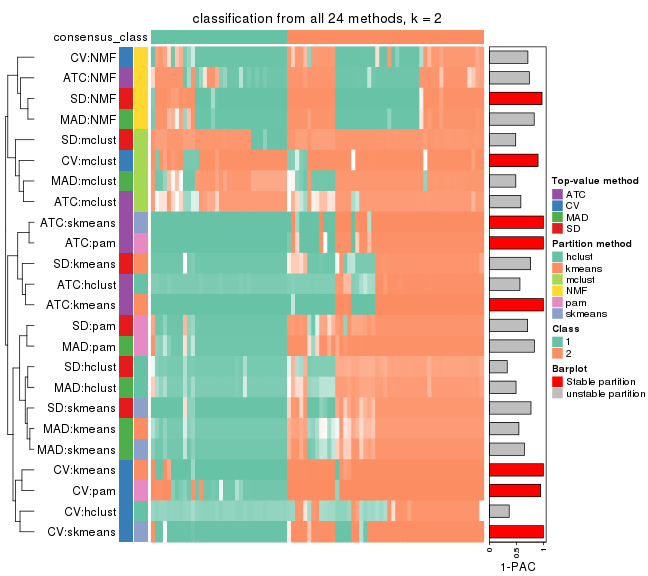 classification from all 24 methods, k = 2
consensus_class
CV:NMF
ATC:NMF
SD:NMF
MAD:NMF
SD:mclust
CV:mclust
MAD:mclust
ATC:mclust
ATC:skmeans
ATC:pam
SD:kmeans
ATC:hclust
ATC:kmeans
SD:pam
MAD:pam
SD:hclust
MAD:hclust
SD:skmeans
MAD:kmeans
MAD:skmeans
CV:kmeans
CV:pam
CV:hclust
CV:skmeans
0 0.5 1
1-PAC
Top-value method
ATC
CV
MAD
SD
Partition method
hclust
kmeans
mclust
NMF
pam
skmeans
Class
1
2
Barplot
Stable partition
unstable partition